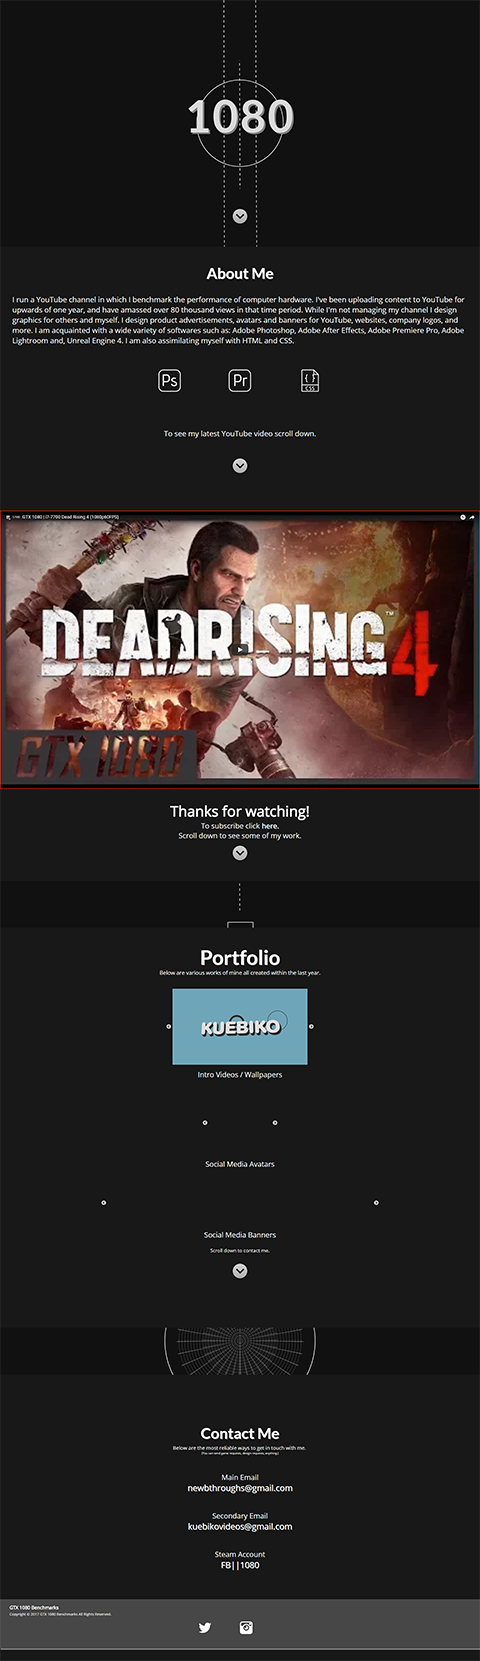 1080
About Me
I run a YouTube channel in which I benchmark the performance of computer hardware. I've been uploading content to YouTube for
upwards of one year, and have amassed over 80 thousand views in that time period. While I'm not managing my channel I design
graphics for others and myself. I design product advertisements, avatars and banners for YouTube, websites, company logos, and
more. I am acquainted with a wide variety of softwares such as: Adobe Photoshop, Adobe After Effects, Adobe Premiere Pro, Adobe
Lightroom and, Unreal Engine 4. I am also assimilating myself with HTML and CSS.
Ps Pr { } CSS
To see my latest YouTube video scroll down.
GTX 1080 | i7-7700 Dead Rising 4 (1080p60FPS)
DEADRISING 4
GTX 1080
Thanks for watching!
To subscribe click here.
Scroll down to see some of my work.
Portfolio
Below are various works of mine all created within the last year.
KUEBIKO
Intro Videos / Wallpapers
Social Media Avatars
Social Media Banners
Scroll down to contact me.
Contact Me
Below are the most reliable ways to get in touch with me.
(You can send game requests, design requests, anything.)
Main Email
newbthroughs@gmail.com
Secondary Email
kuebikovideos@gmail.com
Steam Account
FB||1080
GTX 1080 Benchmarks
Copyright © 2017 GTX 1080 Benchmarks All Rights Reserved.